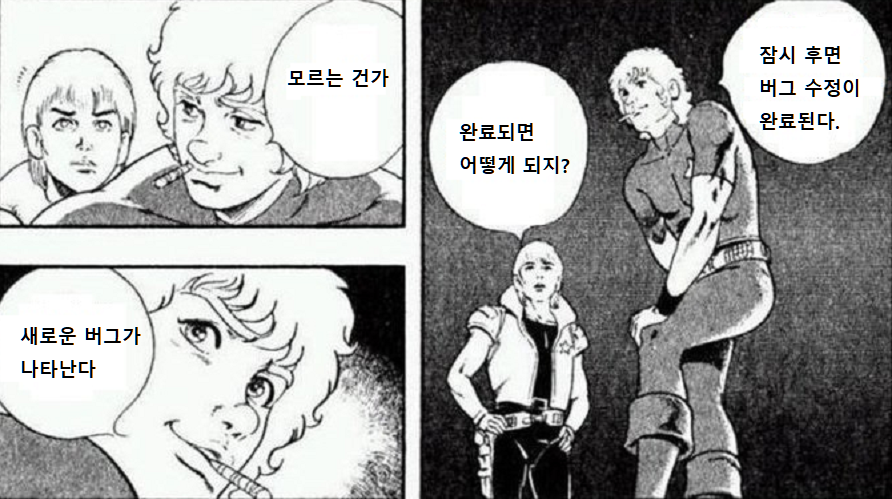 잠시 후면
버그 수정이
완료된다.
완료되면
어떻게 되지?
모르는 건가
새로운 버그가
나타난다